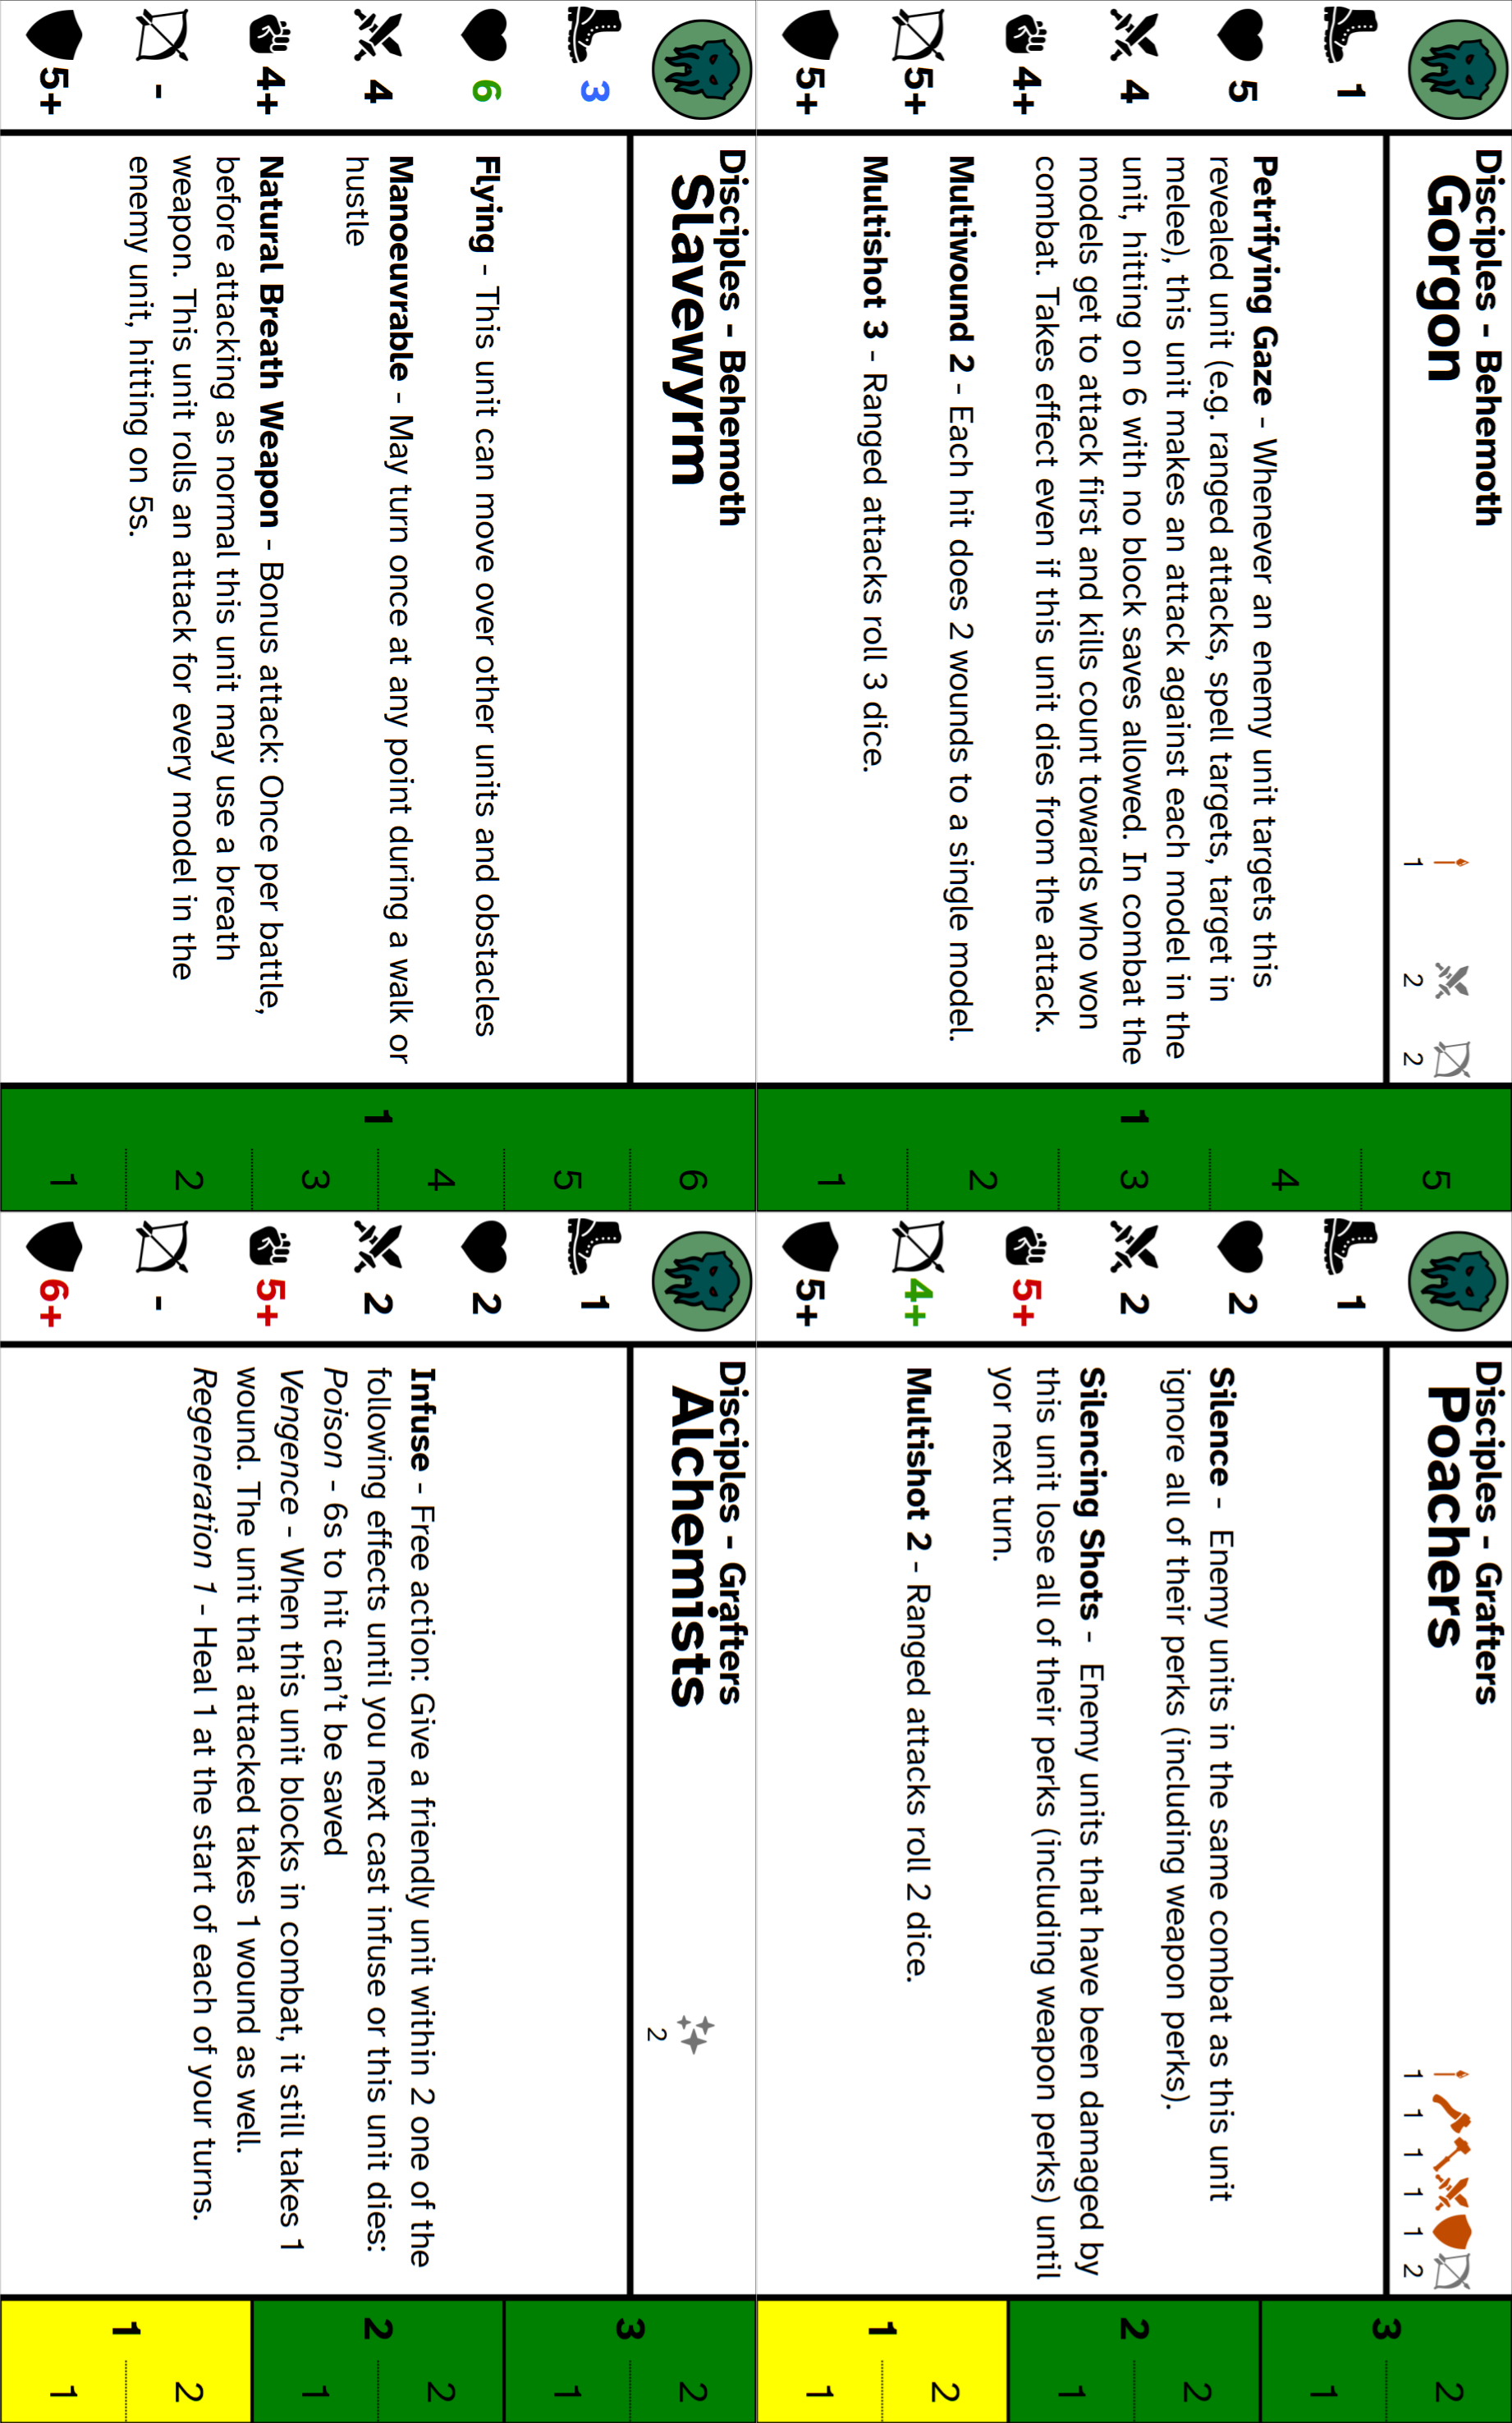 Disciples - Behemoth
Gorgon
1
2
2
1
5
4
4+
5+
5+
Petrifying Gaze - Whenever an enemy unit targets this
revealed unit (e.g. ranged attacks, spell targets, target in
melee), this unit makes an attack against each model in the
unit, hitting on 6 with no block saves allowed. In combat the
models get to attack first and kills count towards who won
combat. Takes effect even if this unit dies from the attack.
Multiwound 2 - Each hit does 2 wounds to a single model.
Multishot 3 - Ranged attacks roll 3 dice.
1
5
4
3
2
1
Disciples - Grafters
Poachers
1
1
1
1
1
2
1
2
2
5+
4+
5+
Silence - Enemy units in the same combat as this unit
ignore all of their perks (including weapon perks).
Silencing Shots - Enemy units that have been damaged by
this unit lose all of their perks (including weapon perks) until
yor next turn.
Multishot 2 - Ranged attacks roll 2 dice.
3
2
1
2
2
1
1
2
1
Disciples - Behemoth
Slavewyrm
3
6
4
4+
-
5+
Flying - This unit can move over other units and obstacles
Manoeuvrable - May turn once at any point during a walk or
hustle
Natural Breath Weapon - Bonus attack: Once per battle,
before attacking as normal this unit may use a breath
weapon. This unit rolls an attack for every model in the
enemy unit, hitting on 5s.
1
6
5
4
3
2
1
Disciples - Grafters
Alchemists
2
1
2
2
5+
-
6+
Infuse - Free action: Give a friendly unit within 2 one of the
following effects until you next cast infuse or this unit dies:
Poison - 6s to hit can't be saved
Vengence - When this unit blocks in combat, it still takes 1
wound. The unit that attacked takes 1 wound as well.
Regeneration 1 - Heal 1 at the start of each of your turns.
3
2
1
2
2
1
1
2
1